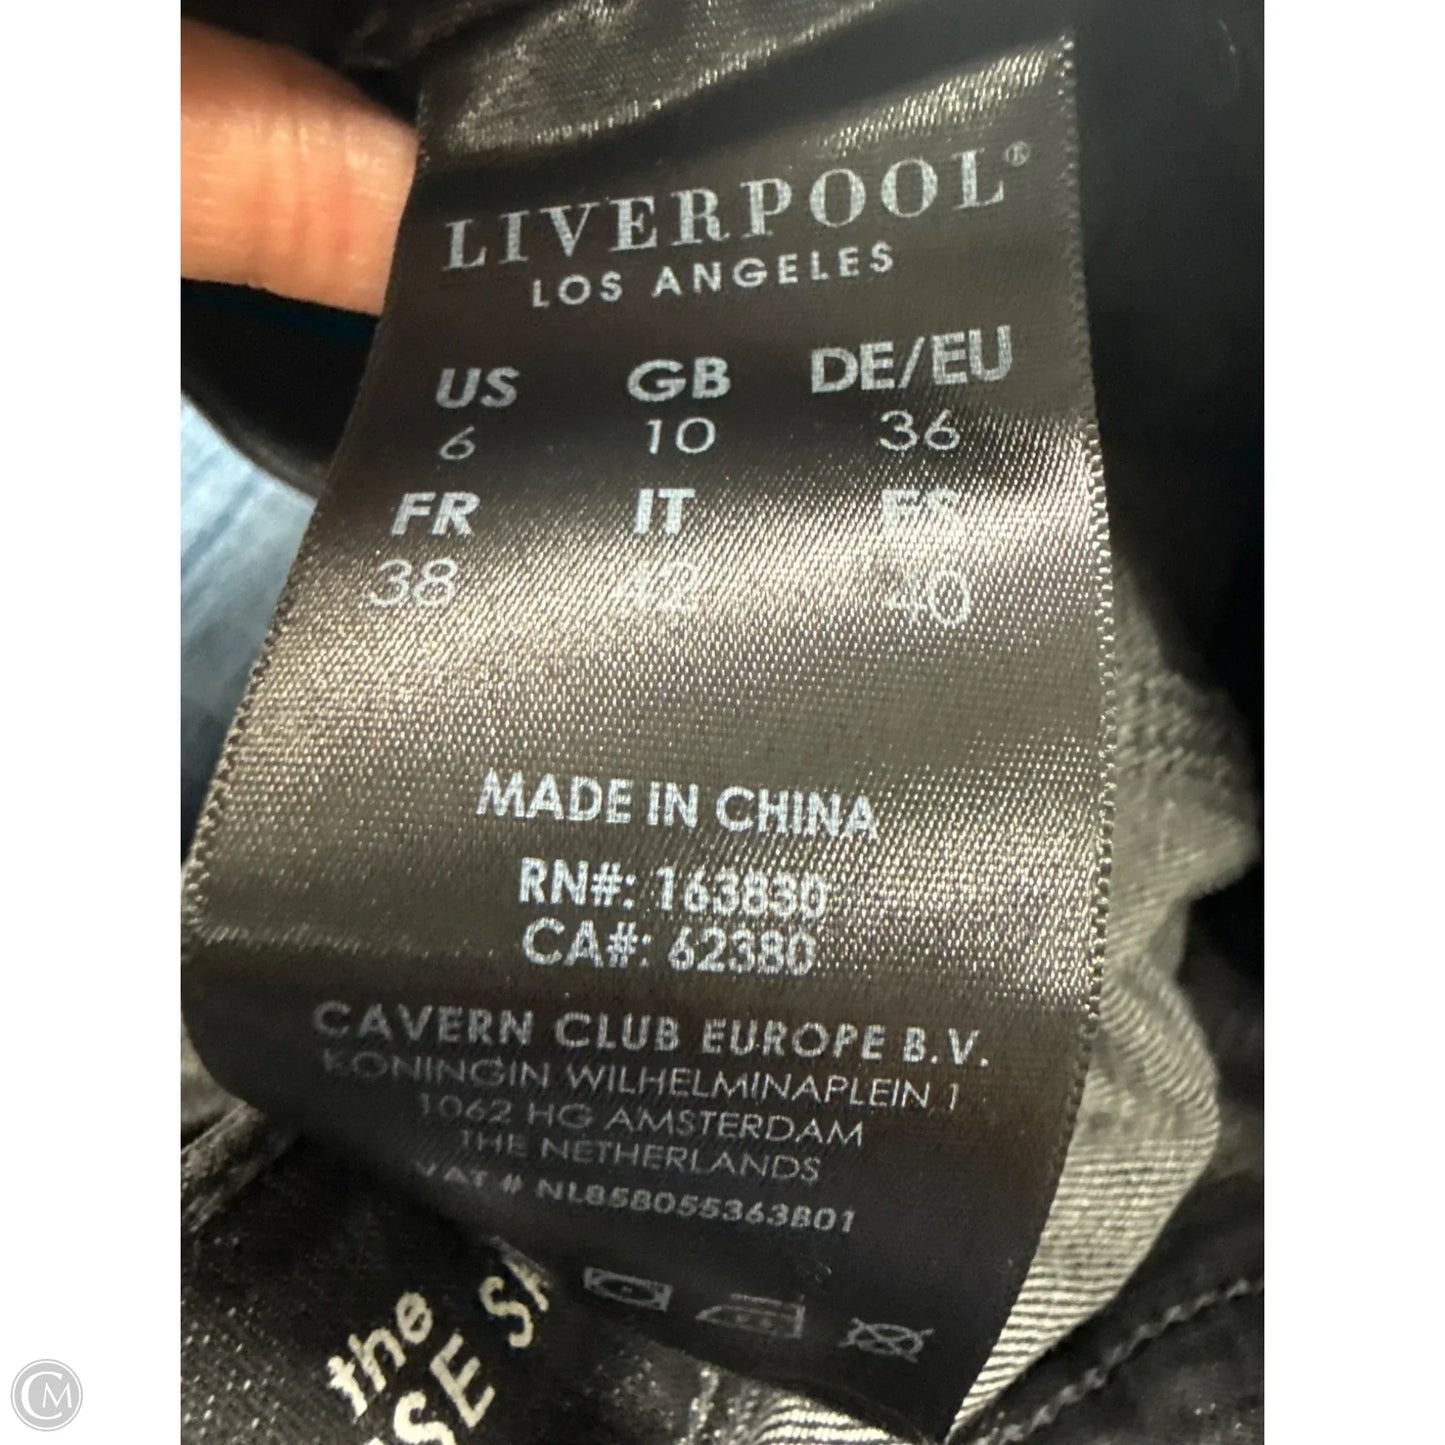 LIVERPOOL®
LOS ANGELES
US GB DE/EU
6 10 36
FR IT ES
38 42 40
MADE IN CHINA
RN#: 163830
CA#: 62380
CAVERN CLUB EUROPE B.V.
KONINGIN WILHELMINAPLEIN 1
1062 HG AMSTERDAM
THE NETHERLANDS
VAT # NL858055363B01
the
CM